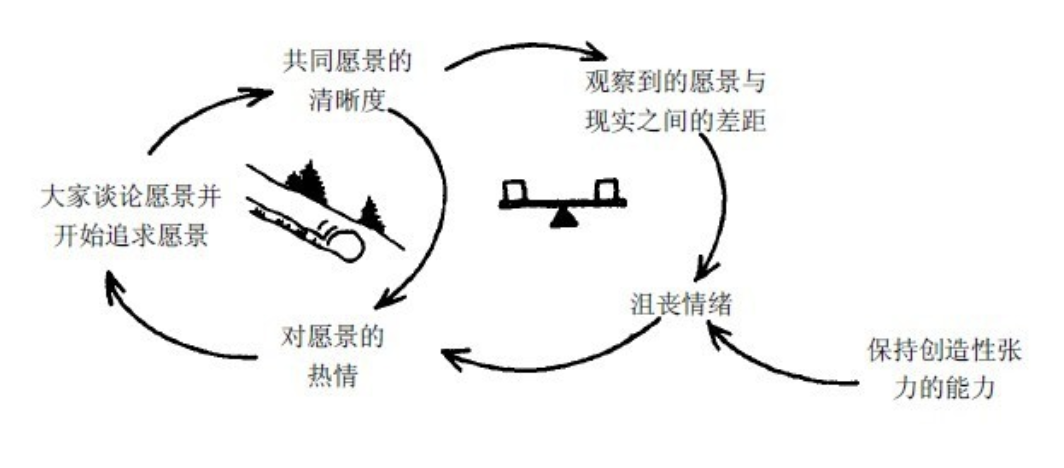 共同愿景的
清晰度
观察到的愿景与
现实之间的差距
大家谈论愿景并
开始追求愿景
沮丧情绪
对愿景的
热情
保持创造性张
力的能力